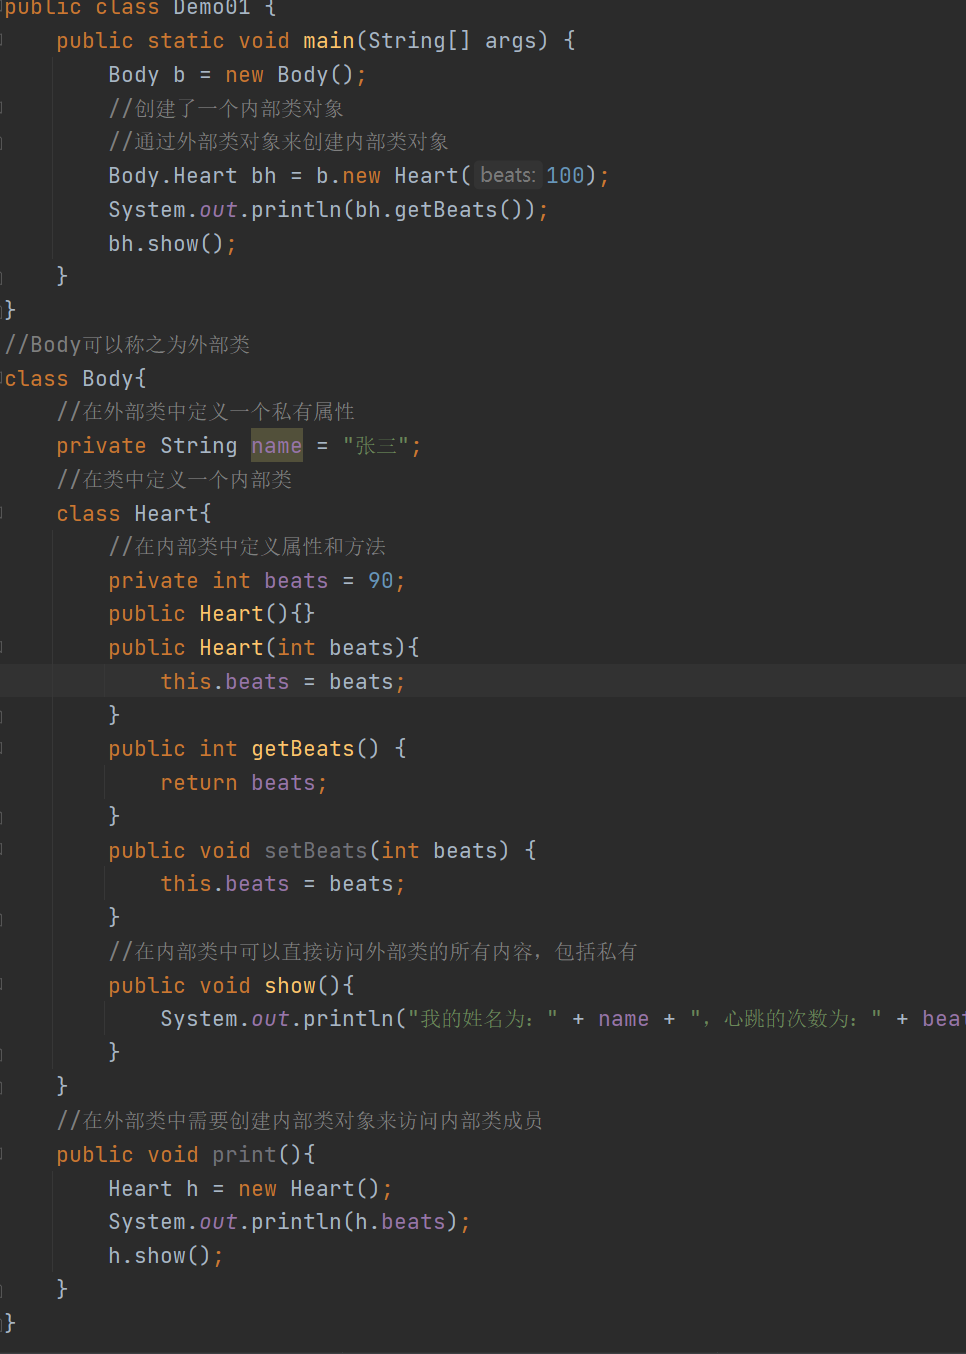 public class Demo01 {
    public static void main(String[] args) {
        Body b = new Body();
        //创建了一个内部类对象
        //通过外部类对象来创建内部类对象
        Body.Heart bh = b.new Heart( beats: 100);
        System.out.println(bh.getBeats());
        bh.show();
    }
}
//Body可以称之为外部类
class Body{
    //在外部类中定义一个私有属性
    private String name = "张三";
    //在类中定义一个内部类
    class Heart{
        //在内部类中定义属性和方法
        private int beats = 90;
        public Heart(){}
        public Heart(int beats){
            this.beats = beats;
        }
        public int getBeats() {
            return beats;
        }
        public void setBeats(int beats) {
            this.beats = beats;
        }
        //在内部类中可以直接访问外部类的所有内容，包括私有
        public void show(){
            System.out.println("我的姓名为：" + name + "，心跳的次数为：" + beat
        }
    }
    //在外部类中需要创建内部类对象来访问内部类成员
    public void print(){
        Heart h = new Heart();
        System.out.println(h.beats);
        h.show();
    }
}